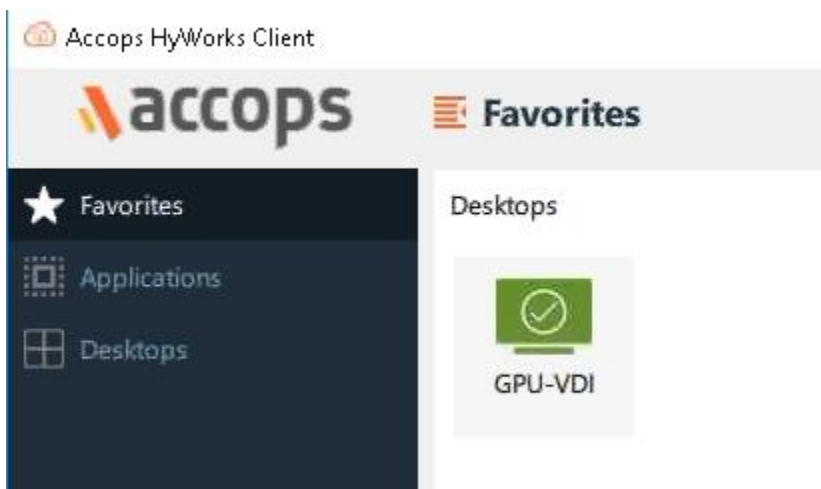 Accops HyWorks Client
accops
Favorites
Favorites
Applications
Desktops
Desktops
GPU-VDI